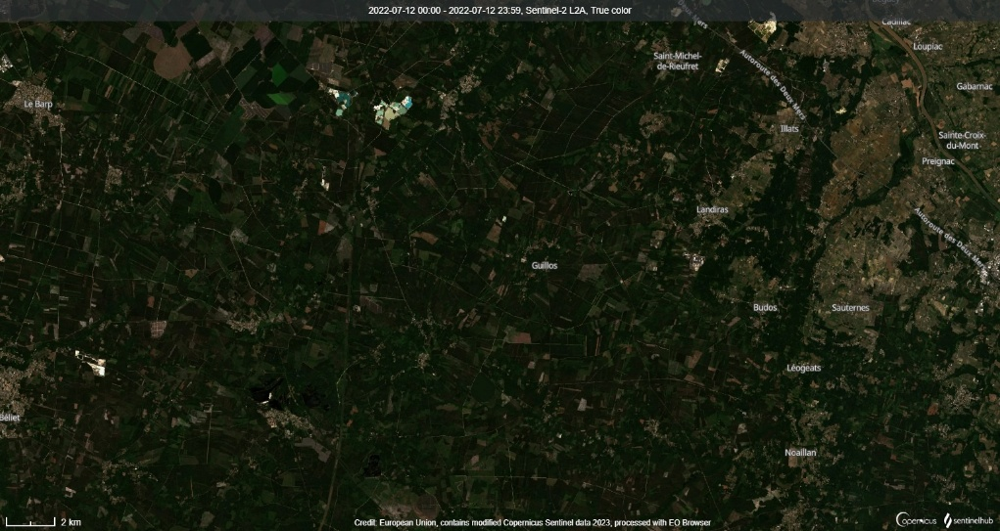 2022-07-12 00:00 - 2022-07-12 23:59, Sentinel-2 L2A, True color
Cadillac
Loupiac
Saint-Michel-
de-Rieufret
Autoroute des Deux Mers
Gabarnac
Le Barp
Illats
Sainte-Croix-
du-Mont
Preignac
Landiras
Autoroute des Deux Mers
Guillos
Budos
Sauternes
Léogeats
Béliet
Noaillan
2 km
Credit: European Union, contains modified Copernicus Sentinel data 2023, processed with EO Browser
Copernicus
sentinelhub